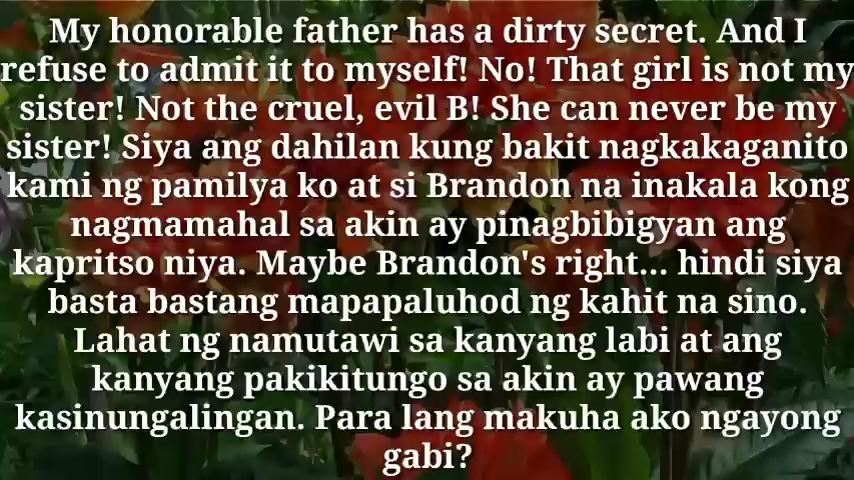 My honorable father has a dirty secret. And I
refuse to admit it to myself! No! That girl is not my
sister! Not the cruel, evil B! She can never be my
sister! Siya ang dahilan kung bakit nagkakaganito
kami ng pamilya ko at si Brandon na inakala kong
nagmamahal sa akin ay pinagbibigyan ang
kapritso niya. Maybe Brandon's right... hindi siya
basta bastang mapapaluhod ng kahit na sino.
Lahat ng namutawi sa kanyang labi at ang
kanyang pakikitungo sa akin ay pawang
kasinungalingan. Para lang makuha ako ngayong
gabi?